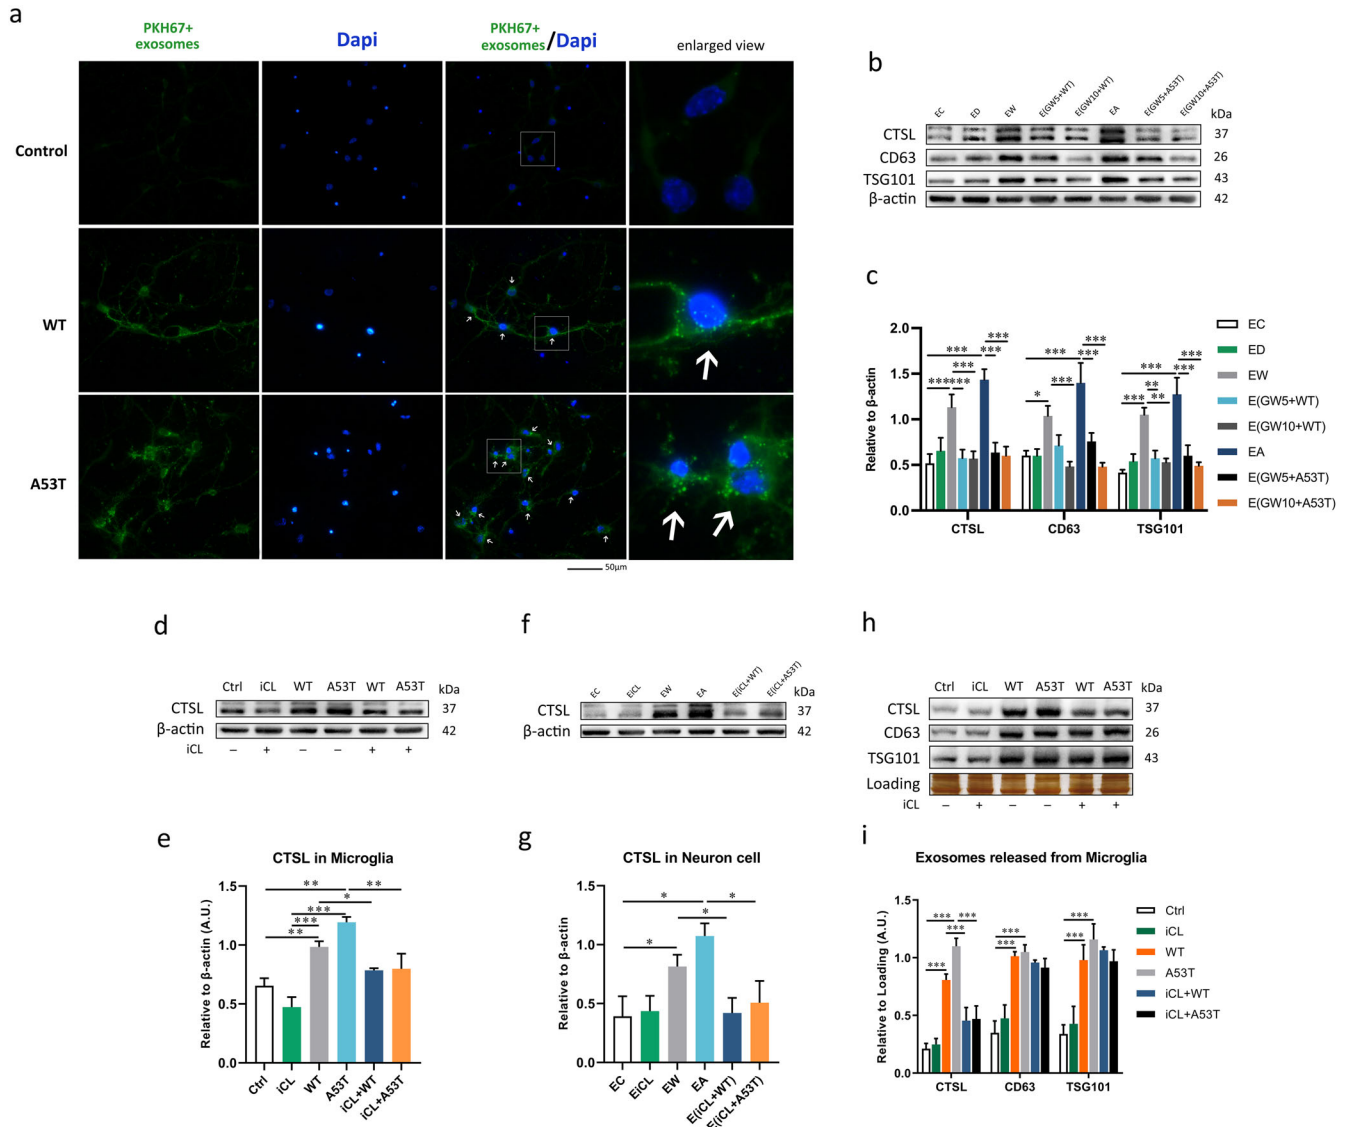 a
PKH67+
exosomes
Dapi
PKH67+
exosomes/Dapi
enlarged view
Control
WT
A53T
50μm
b
EC ED EW E(GW5+WT) E(GW10+WT) EA E(GW5+A53T) E(GW10+A53T) kDa
CTSL 37
CD63 26
TSG101 43
β-actin 42
c
Relative to β-actin
2.0
1.5
1.0
0.5
0.0
*** *** *** *** *** ***
* *** *** *** ***
*** ** ** *** *** ***
CTSL CD63 TSG101
EC
ED
EW
E(GW5+WT)
E(GW10+WT)
EA
E(GW5+A53T)
E(GW10+A53T)
d
Ctrl iCL WT A53T WT A53T kDa
CTSL 37
β-actin 42
iCL – + – – + +
f
EC EiCL EW EA E(iCL+WT) E(iCL+A53T) kDa
CTSL 37
β-actin 42
h
Ctrl iCL WT A53T WT A53T kDa
CTSL 37
CD63 26
TSG101 43
Loading
iCL – + – – + +
e
CTSL in Microglia
Relative to β-actin (A.U.)
1.5
1.0
0.5
0.0
** **
*
***
***
**
Ctrl iCL WT A53T iCL+WT iCL+A53T
g
CTSL in Neuron cell
Relative to β-actin
1.5
1.0
0.5
0.0
* *
*
*
EC EiCL EW EA E(iCL+WT) E(iCL+A53T)
i
Exosomes released from Microglia
Relative to Loading (A.U.)
1.5
1.0
0.5
0.0
*** ***
***
***
***
***
***
***
CTSL CD63 TSG101
Ctrl
iCL
WT
A53T
iCL+WT
iCL+A53T